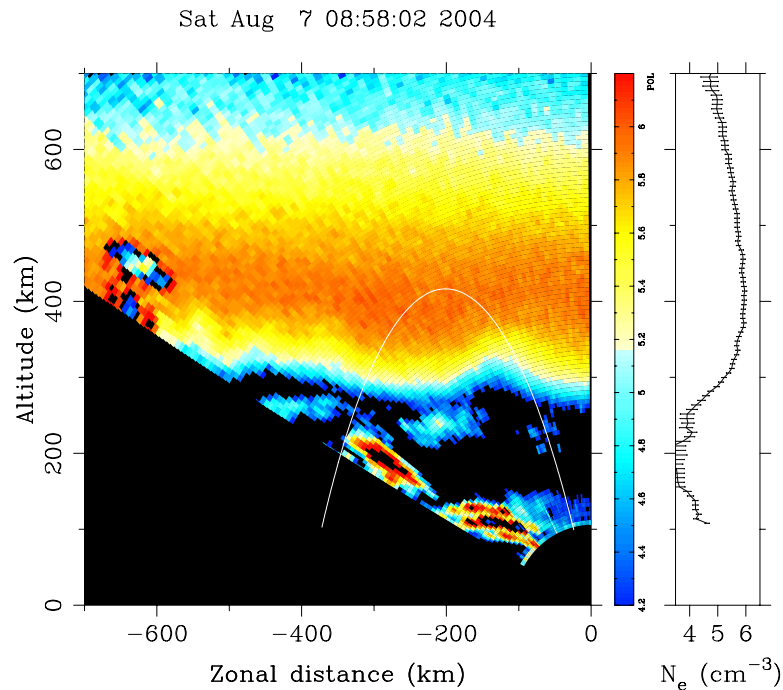 Sat Aug 7 08:58:02 2004
POL
6
5.8
5.6
5.4
5.2
5
4.8
4.6
4.4
4.2
600
400
200
0
Altitude (km)
−600 −400 −200 0
4 5 6
Zonal distance (km)
Ne (cm−3)